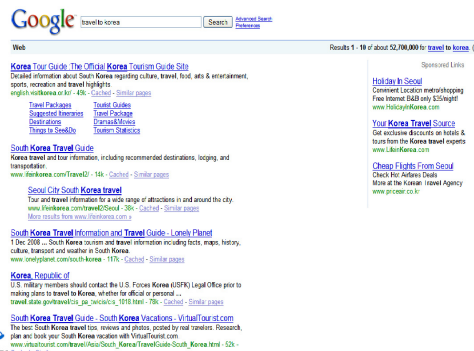 Google
travel to korea
Search
Advanced Search
Preferences
Web
Results 1 - 10 of about 52,700,000 for travel to korea. (
Korea Tour Guide :The Official Korea Tourism Guide Site
Detailed information about South Korea regarding culture, travel, food, arts & entertainment,
sports, recreation and travel highlights.
english.visitkorea.or.kr/ - 49k - Cached - Similar pages
Travel Packages Tourist Guides
Suggested Itineraries Travel Package
Destinations Dramas&Movies
Things to See&Do Tourism Statistics
South Korea Travel Guide
Korea travel and tour information, including recommended destinations, lodging, and
transportation.
www.lifeinkorea.com/Travel2/ - 14k - Cached - Similar pages
Seoul City South Korea travel
Tour and travel information for a wide range of attractions in and around the city.
www.lifeinkorea.com/travel2/Seoul - 38k - Cached - Similar pages
More results from www.lifeinkorea.com »
South Korea Travel Information and Travel Guide - Lonely Planet
1 Dec 2008 ... South Korea tourism and travel information including facts, maps, history,
culture, transport and weather in South Korea.
www.lonelyplanet.com/south-korea - 117k - Cached - Similar pages
Korea, Republic of
U.S. military members should contact the U.S. Forces Korea (USFK) Legal Office prior to
making plans to travel to Korea, whether for official or personal ...
travel.state.gov/travel/cis_pa_tw/cis/cis_1018.html - 78k - Cached - Similar pages
South Korea Travel Guide - South Korea Vacations - VirtualTourist.com
The best South Korea travel tips, reviews and photos, posted by real travelers. Research,
plan and book your South Korea vacation with VirtualTourist.com
www.virtualtourist.com/travel/Asia/South_Korea/TravelGuide-South_Korea.html - 52k -
Sponsored Links
Holiday In Seoul
Convinient Location metro/shopping
Free Internet B&B only $35/night!
www.HolidayInKorea.com
Your Korea Travel Source
Get exclusive discounts on hotels &
tours from the Korea travel experts
www.LifeinKorea.com
Cheap Flights From Seoul
Check Hot Airfares Deals
More at the Korean Travel Agency
www.priceair.co.kr